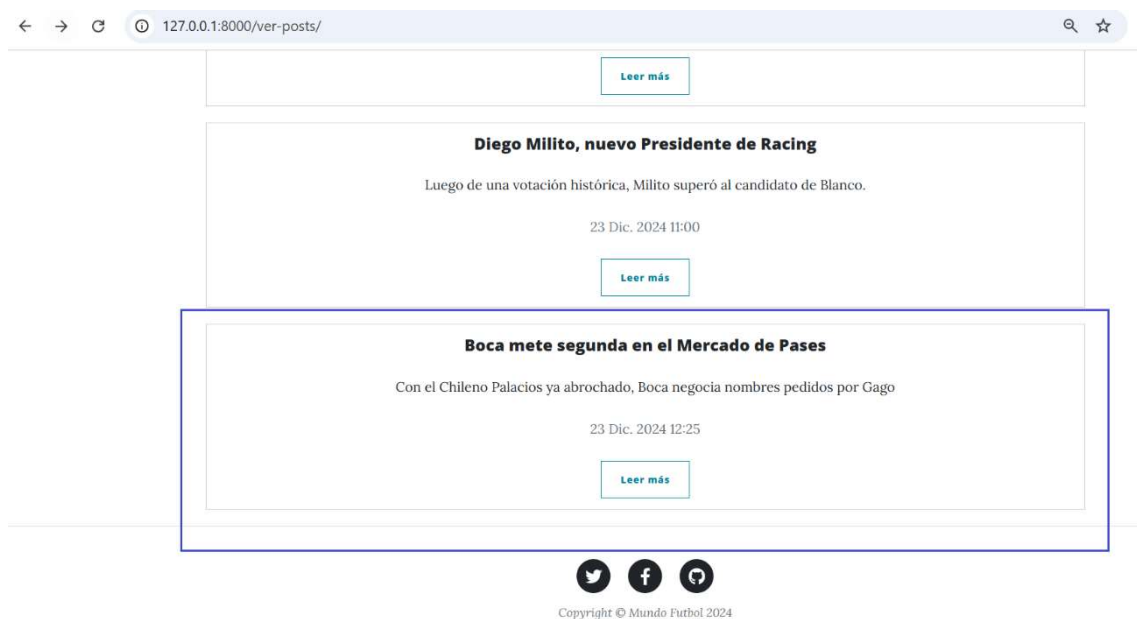 127.0.0.1:8000/ver-posts/
Leer más
Diego Milito, nuevo Presidente de Racing
Luego de una votación histórica, Milito superó al candidato de Blanco.
23 Dic. 2024 11:00
Leer más
Boca mete segunda en el Mercado de Pases
Con el Chileno Palacios ya abrochado, Boca negocia nombres pedidos por Gago
23 Dic. 2024 12:25
Leer más
Copyright © Mundo Futbol 2024